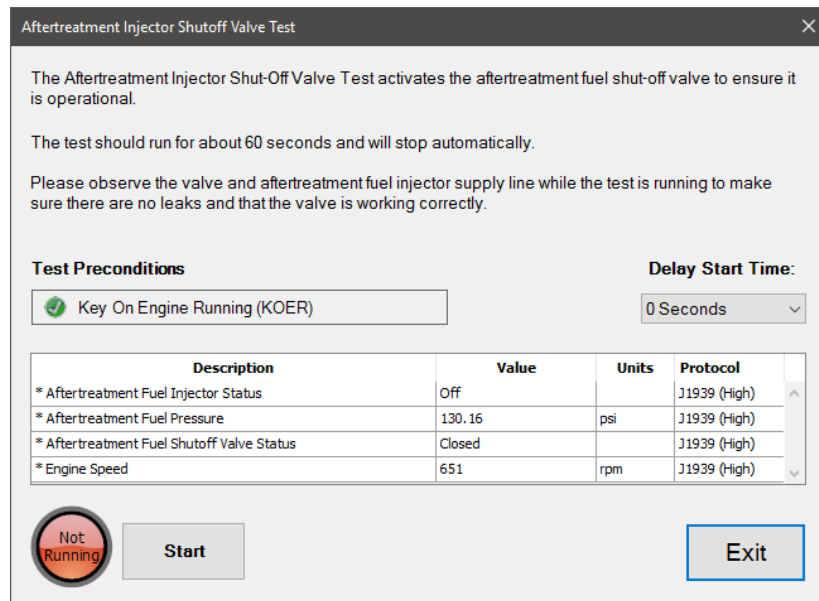 Aftertreatment Injector Shutoff Valve Test
The Aftertreatment Injector Shut-Off Valve Test activates the aftertreatment fuel shut-off valve to ensure it
is operational.
The test should run for about 60 seconds and will stop automatically.
Please observe the valve and aftertreatment fuel injector supply line while the test is running to make
sure there are no leaks and that the valve is working correctly.
Test Preconditions Delay Start Time:
Key On Engine Running (KOER) 0 Seconds
Description Value Units Protocol
* Aftertreatment Fuel Injector Status Off J1939 (High)
* Aftertreatment Fuel Pressure 130.16 psi J1939 (High)
* Aftertreatment Fuel Shutoff Valve Status Closed J1939 (High)
* Engine Speed 651 rpm J1939 (High)
Not
Running
Start
Exit